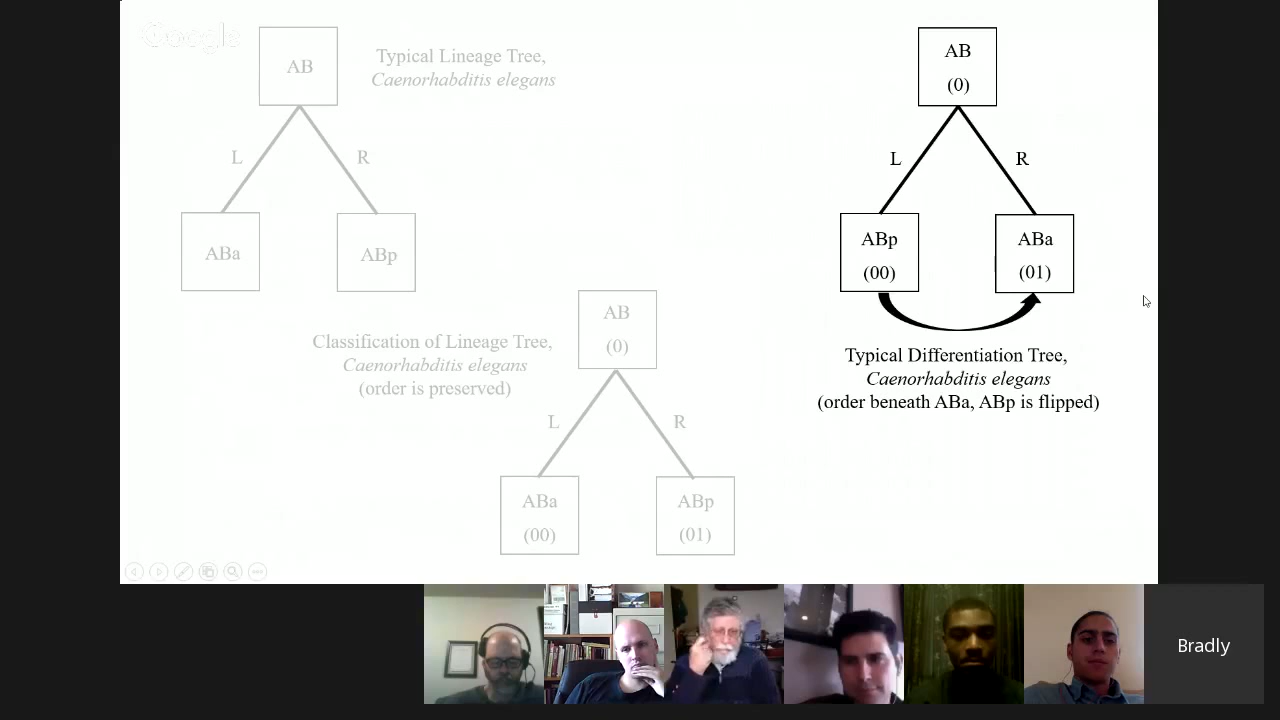 Google
AB
Typical Lineage Tree,
Caenorhabditis elegans
L
R
ABa
ABp
AB
(0)
Classification of Lineage Tree,
Caenorhabditis elegans
(order is preserved)
L
R
ABa
(00)
ABp
(01)
AB
(0)
L
R
ABp
(00)
ABa
(01)
Typical Differentiation Tree,
Caenorhabditis elegans
(order beneath ABa, ABp is flipped)
Bradly